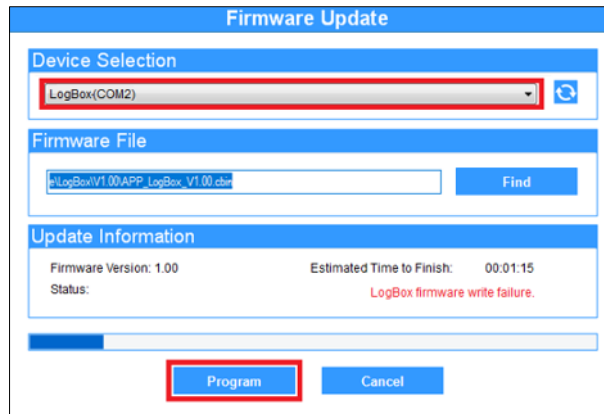 Firmware Update
Device Selection
LogBox(COM2)
Firmware File
e\LogBox\V1.00\APP_LogBox_V1.00.cbin
Find
Update Information
Firmware Version: 1.00
Estimated Time to Finish: 00:01:15
Status:
LogBox firmware write failure.
Program
Cancel